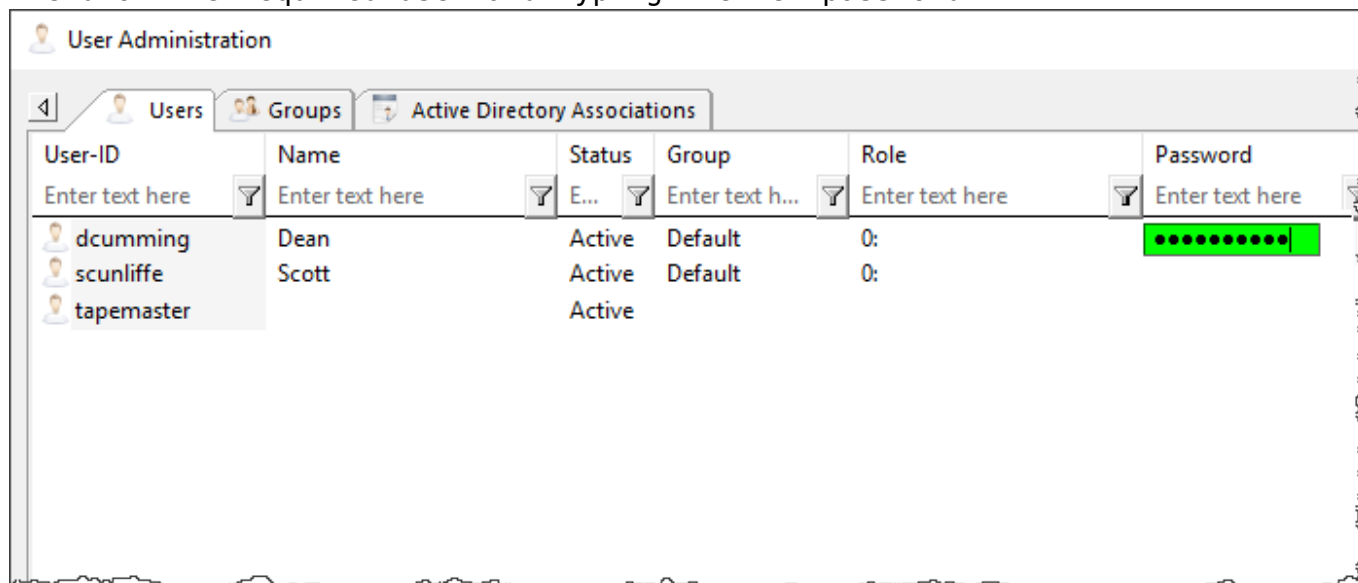 User Administration
Users Groups Active Directory Associations
User-ID Name Status Group Role Password
Enter text here Enter text here E... Enter text h... Enter text here Enter text here
dcumming Dean Active Default 0: ●●●●●●●●●●
scunliffe Scott Active Default 0:
tapemaster Active